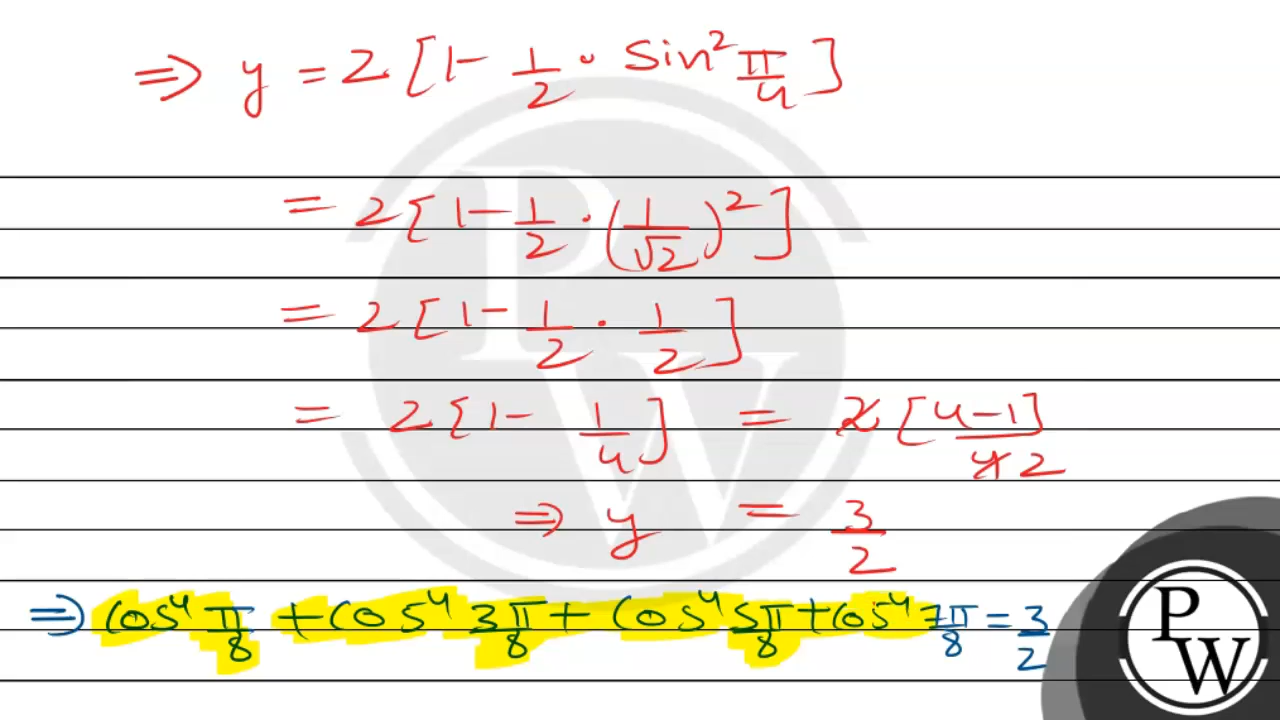 ⇒ y = 2 [1 - 1/2 · Sin² π/4]
= 2 [1 - 1/2 · (1/√2)²]
= 2 [1 - 1/2 · 1/2]
= 2 [1 - 1/4] = 2 [4-1]/4 2
⇒ y = 3/2
⇒ Cos⁴ π/8 + Cos⁴ 3π/8 + Cos⁴ 5π/8 + Cos⁴ 7π/8 = 3/2
PW
PW